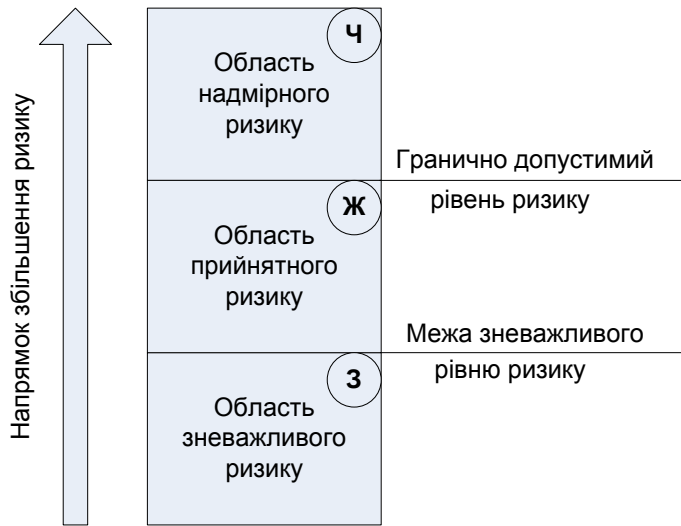 Напрямок збільшення ризику
Ч
Область
надмірного
ризику
Гранично допустимий
рівень ризику
Ж
Область
прийнятного
ризику
Межа зневажливого
рівню ризику
З
Область
зневажливого
ризику